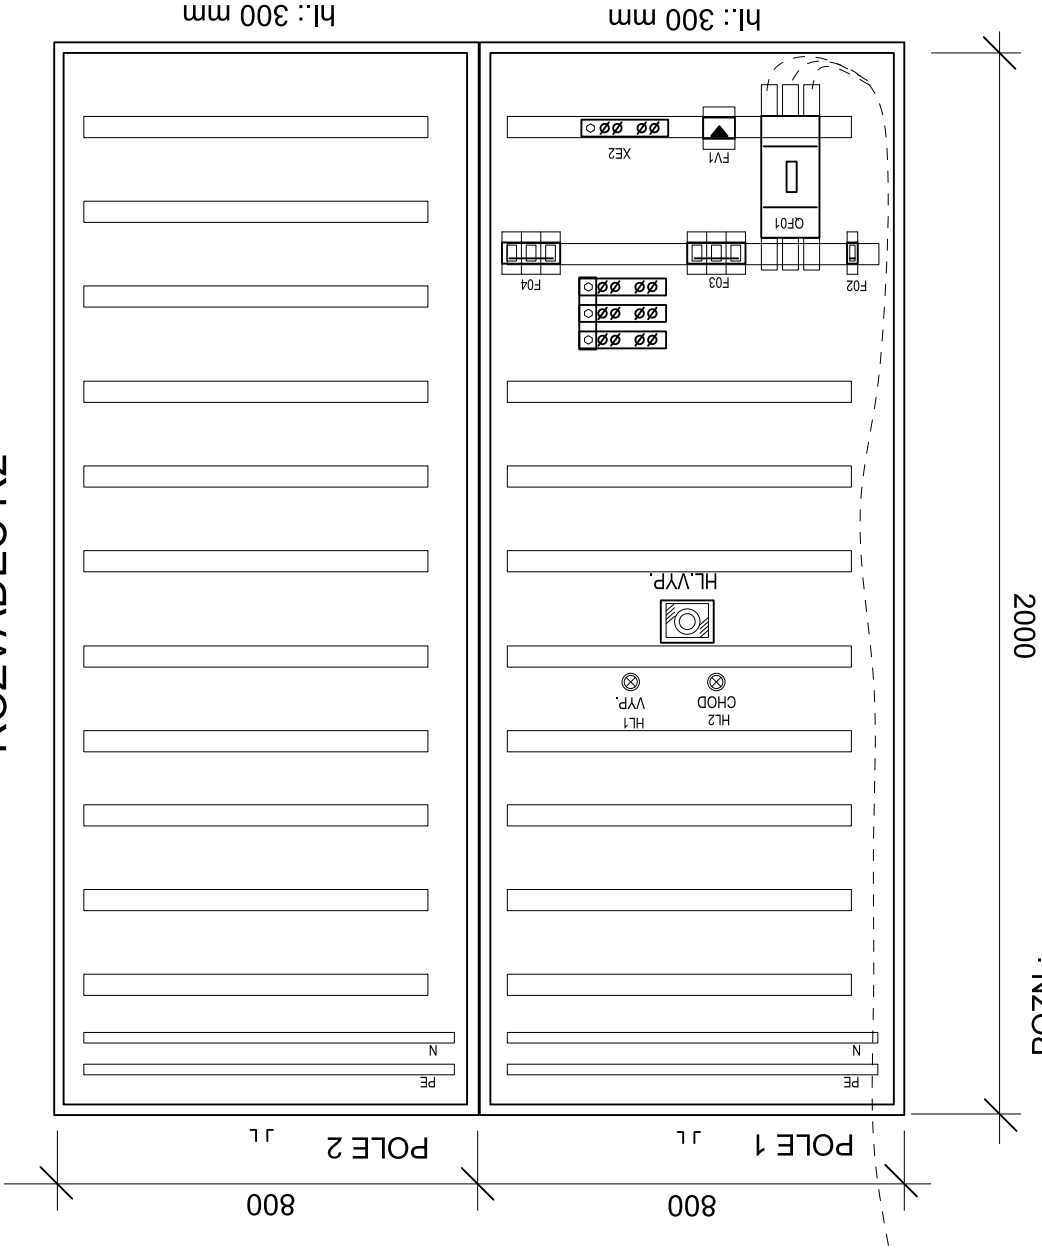 800
800
POLE 1
POLE 2
PE
PE
N
N
2000
HL2
CHOD
HL1
VYP.
HL.VYP.
F02
F03
F04
QF01
FV1
XE2
hl.: 300 mm
hl.: 300 mm